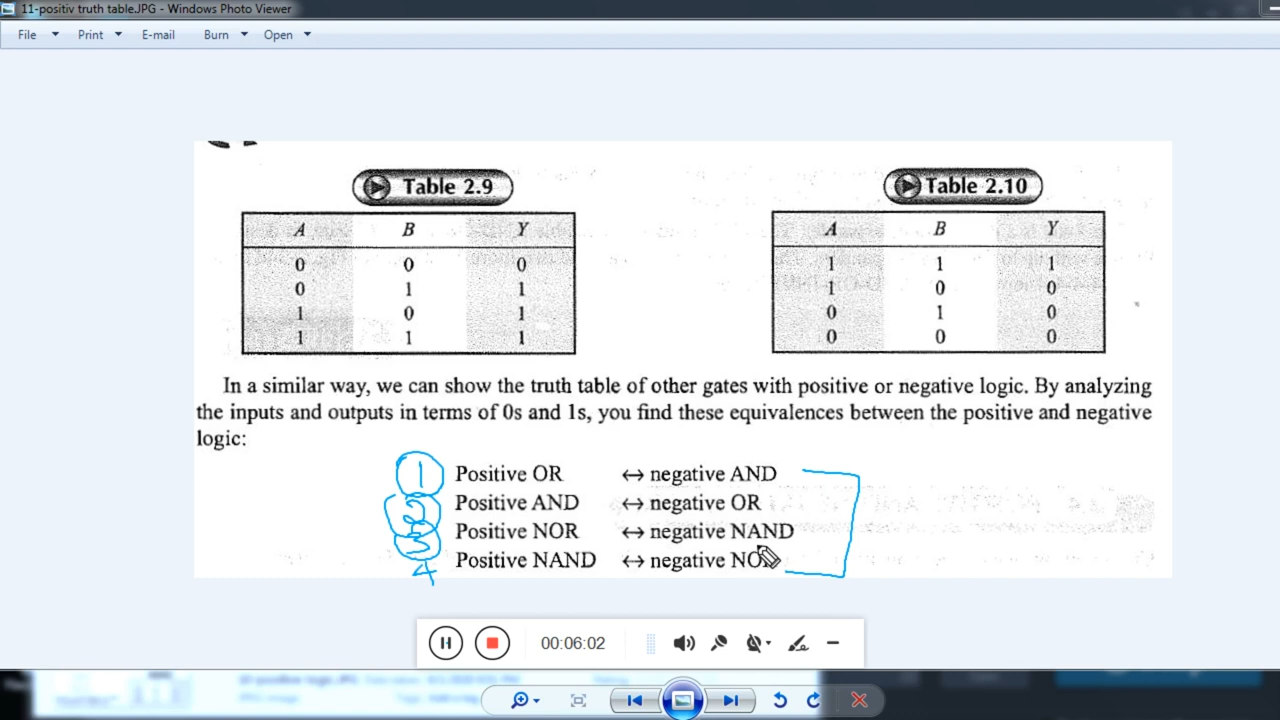 11-positiv truth table.JPG - Windows Photo Viewer
File Print E-mail Burn Open
Table 2.9
A B Y
0 0 0
0 1 1
1 0 1
1 1 1
Table 2.10
A B Y
1 1 1
1 0 0
0 1 0
0 0 0
In a similar way, we can show the truth table of other gates with positive or negative logic. By analyzing
the inputs and outputs in terms of 0s and 1s, you find these equivalences between the positive and negative
logic:
1 Positive OR ↔ negative AND
2 Positive AND ↔ negative OR
3 Positive NOR ↔ negative NAND
4 Positive NAND ↔ negative
00:06:02